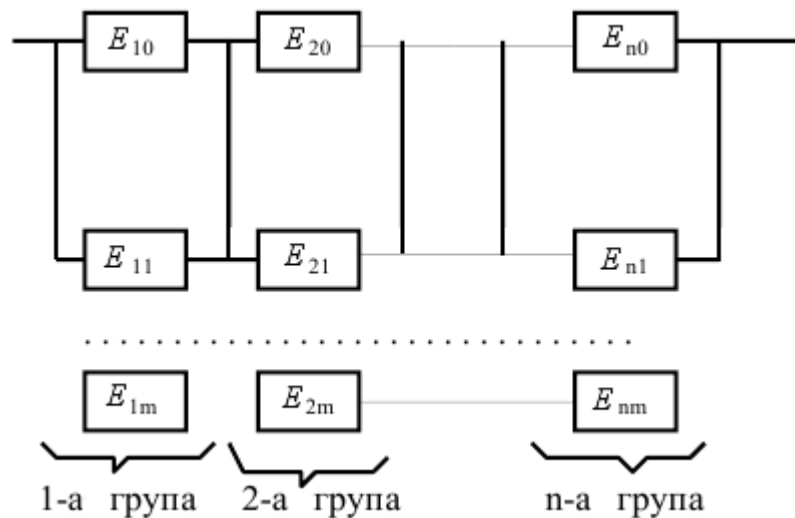 E10 E20 En0
E11 E21 En1
. . . . . . . . . . . . . . . . . . . . . . . . . . . . . .
E1m E2m Enm
1-а група 2-а група n-а група